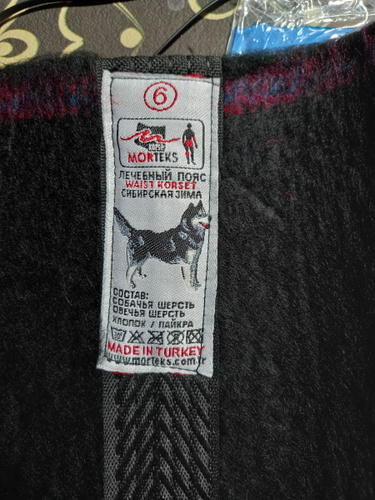 6
MORTEKS
ЛЕЧЕБНЫЙ ПОЯС
WAIST KORSET
СИБИРСКАЯ ЗИМА
СОСТАВ:
СОБАЧЬЯ ШЕРСТЬ
ОВЕЧЬЯ ШЕРСТЬ
ХЛОПОК / ЛАЙКРА
MADE IN TURKEY
www.morteks.com.tr